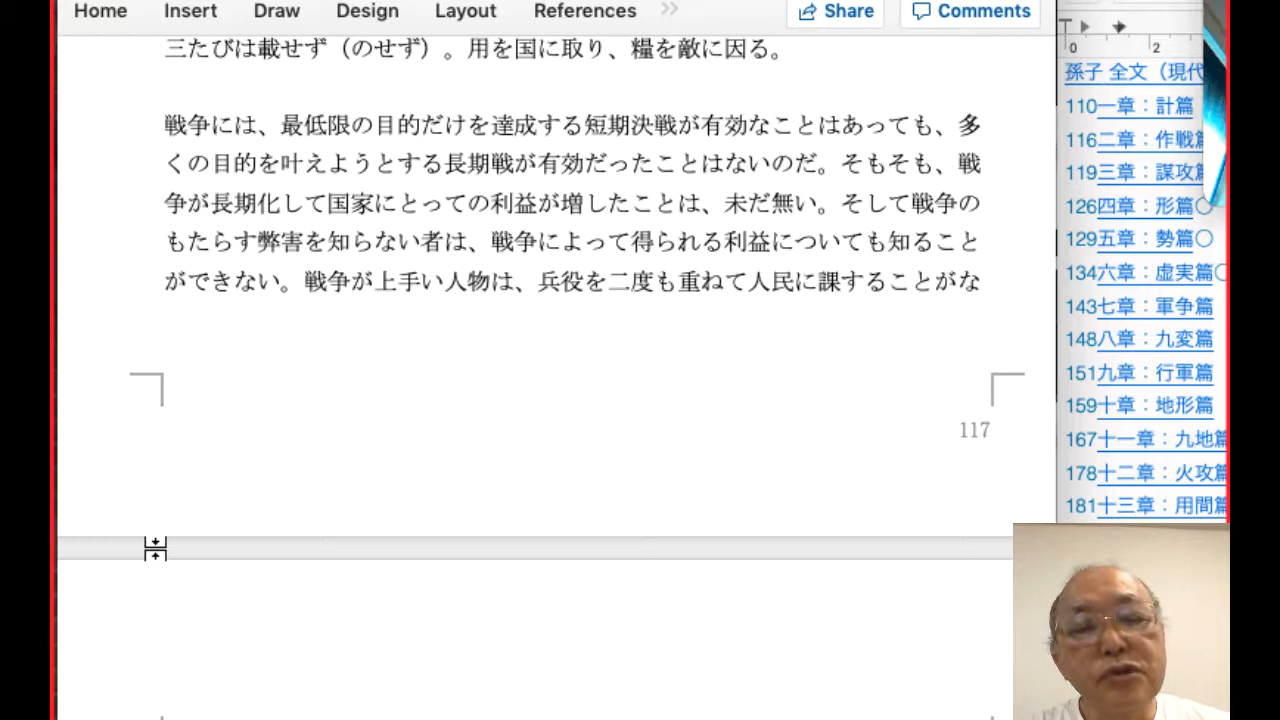 Home Insert Draw Design Layout References >> Share Comments
三たびは載せず（のせず）。用を国に取り、糧を敵に因る。
戦争には、最低限の目的だけを達成する短期決戦が有効なことはあっても、多
くの目的を叶えようとする長期戦が有効だったことはないのだ。そもそも、戦
争が長期化して国家にとっての利益が増したことは、未だ無い。そして戦争の
もたらす弊害を知らない者は、戦争によって得られる利益についても知ること
ができない。戦争が上手い人物は、兵役を二度も重ねて人民に課することがな
117
0 2
孫子 全文（現代
110一章：計篇
116二章：作戦篇
119三章：謀攻篇
126四章：形篇○
129五章：勢篇○
134六章：虚実篇○
143七章：軍争篇
148八章：九変篇
151九章：行軍篇
159十章：地形篇
167十一章：九地篇
178十二章：火攻篇
181十三章：用間篇